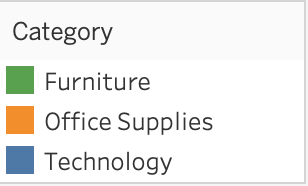 Category
Furniture
Office Supplies
Technology